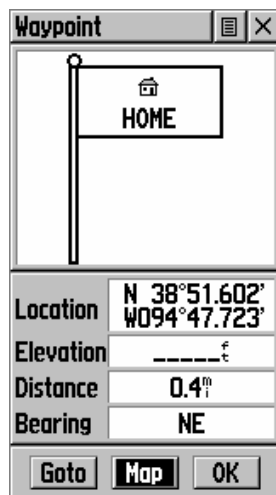 Waypoint
HOME
Location N 38°51.602' W094°47.723'
Elevation _____ft
Distance 0.4mi
Bearing NE
Goto Map OK